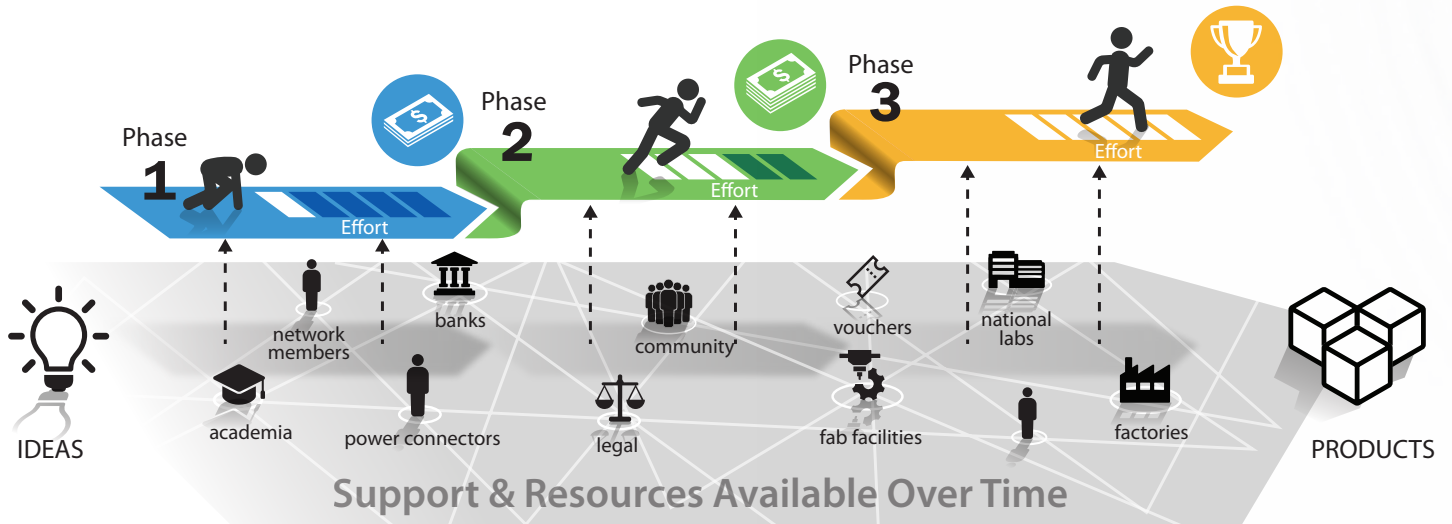 Phase
1
Effort
$
Phase
2
Effort
$
Phase
3
Effort
network
members
banks
academia
power connectors
community
legal
vouchers
fab facilities
national
labs
factories
IDEAS
PRODUCTS
Support & Resources Available Over Time